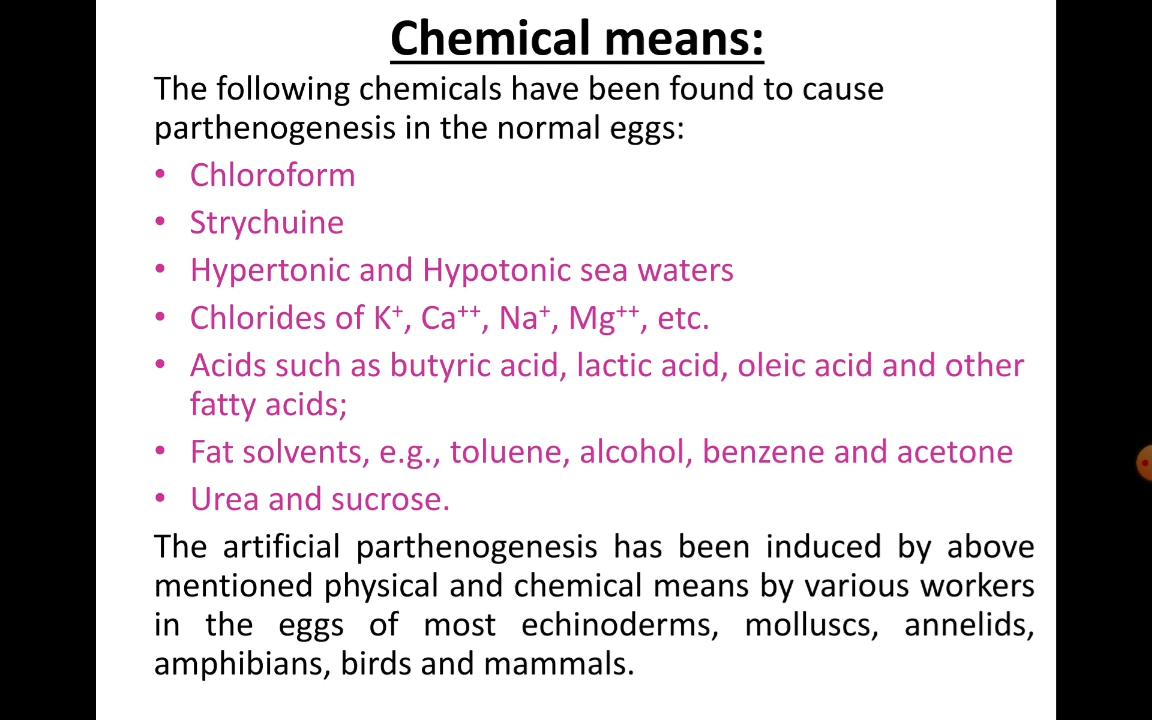 Chemical means:
The following chemicals have been found to cause
parthenogenesis in the normal eggs:
• Chloroform
• Strychuine
• Hypertonic and Hypotonic sea waters
• Chlorides of K⁺, Ca⁺⁺, Na⁺, Mg⁺⁺, etc.
• Acids such as butyric acid, lactic acid, oleic acid and other
fatty acids;
• Fat solvents, e.g., toluene, alcohol, benzene and acetone
• Urea and sucrose.
The artificial parthenogenesis has been induced by above
mentioned physical and chemical means by various workers
in the eggs of most echinoderms, molluscs, annelids,
amphibians, birds and mammals.